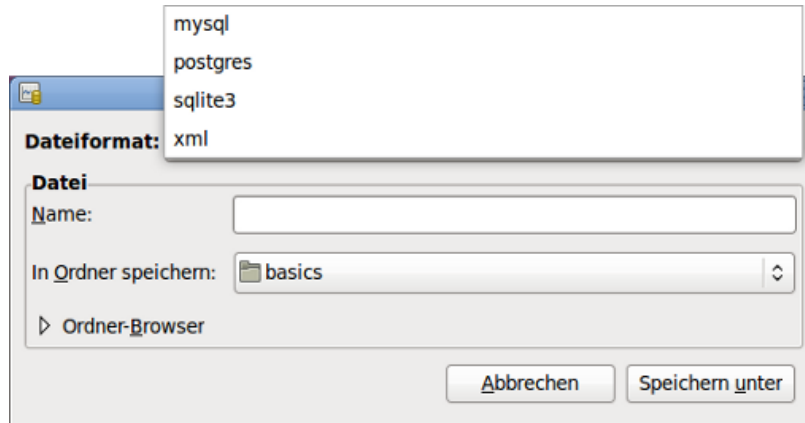 mysql
postgres
sqlite3
xml
Dateiformat:
Datei
Name:
In Ordner speichern: basics
Ordner-Browser
Abbrechen Speichern unter